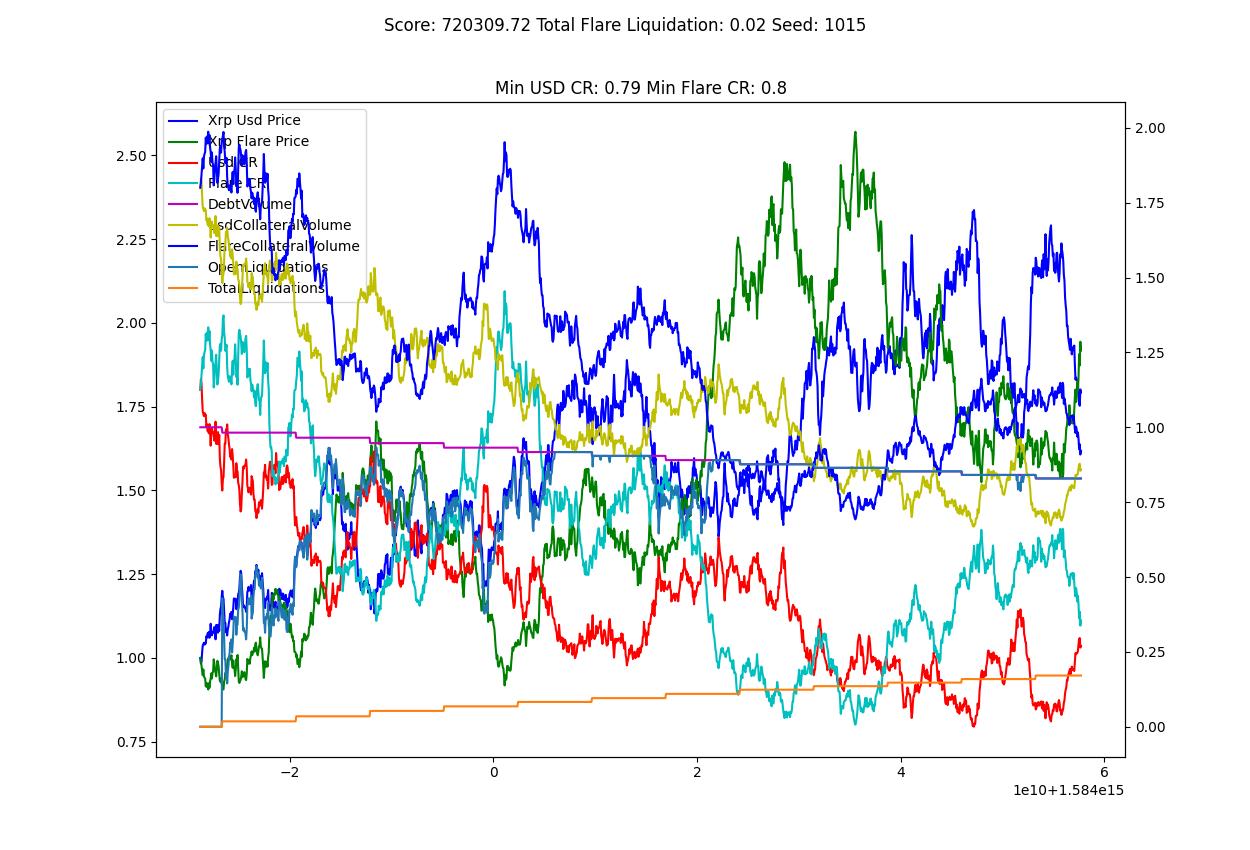 Score: 720309.72 Total Flare Liquidation: 0.02 Seed: 1015
Min USD CR: 0.79 Min Flare CR: 0.8
Xrp Usd Price
Xrp Flare Price
Usd CR
Flare CR
DebtVolume
UsdCollateralVolume
FlareCollateralVolume
OpenLiquidations
TotalLiquidations
2.50
2.25
2.00
1.75
1.50
1.25
1.00
0.75
2.00
1.75
1.50
1.25
1.00
0.75
0.50
0.25
0.00
−2 0 2 4 6
1e10+1.584e15